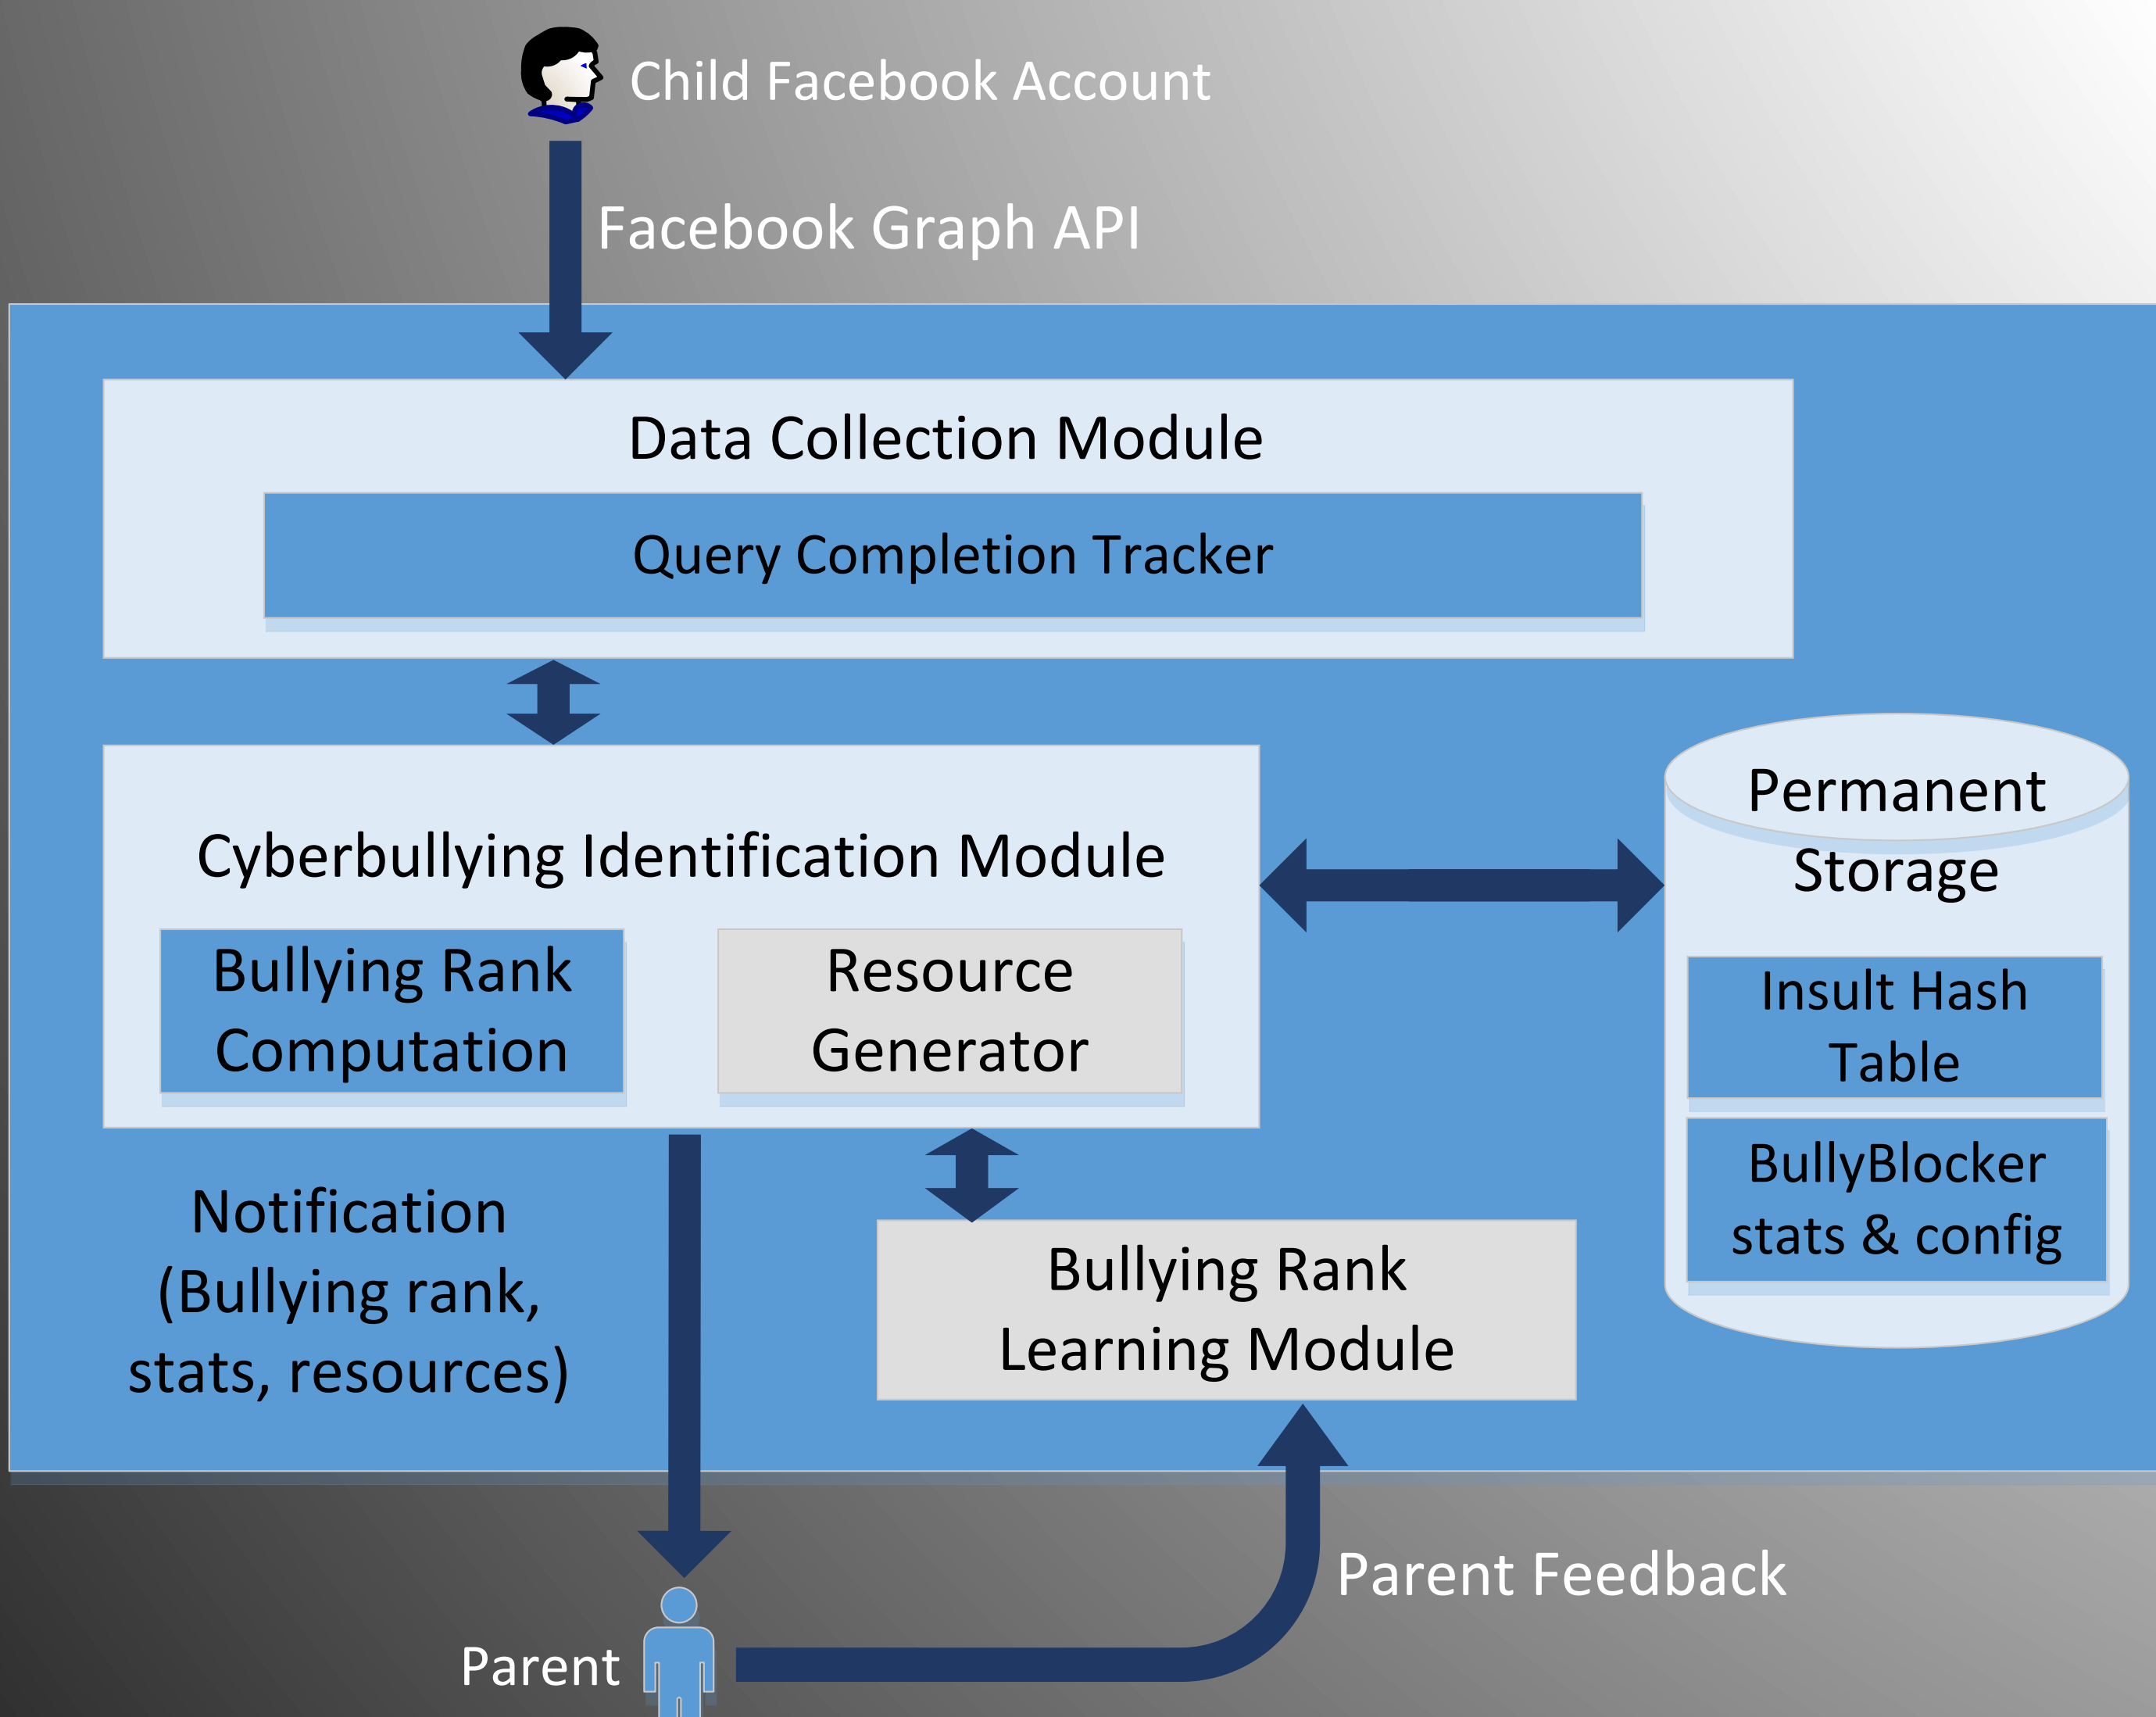 Child Facebook Account
Facebook Graph API
Data Collection Module
Query Completion Tracker
Cyberbullying Identification Module
Bullying Rank
Computation
Resource
Generator
Permanent
Storage
Insult Hash
Table
BullyBlocker
stats & config
Notification
(Bullying rank,
stats, resources)
Bullying Rank
Learning Module
Parent Feedback
Parent